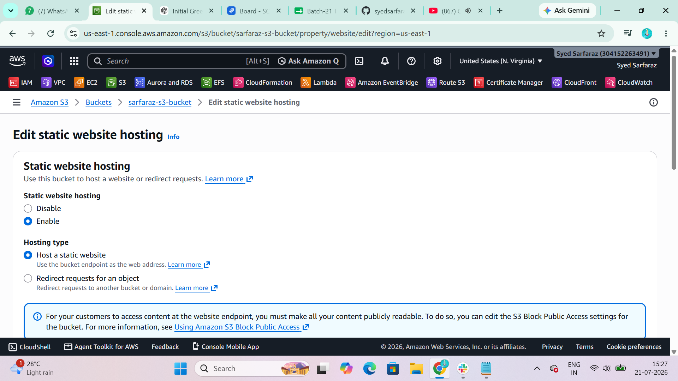 (7) WhatsA
Edit static
Initial Gree
Board - SC
Batch-21
syedsarfar
(867)
Ask Gemini
us-east-1.console.aws.amazon.com/s3/bucket/sarfaraz-s3-bucket/property/website/edit?region=us-east-1
aws
Search
[Alt+S]
Ask Amazon Q
United States (N. Virginia)
Syed Sarfaraz (304152263491)
Syed Sarfaraz
IAM
VPC
EC2
S3
Aurora and RDS
EFS
CloudFormation
Lambda
Amazon EventBridge
Route 53
Certificate Manager
CloudFront
CloudWatch
Amazon S3 > Buckets > sarfaraz-s3-bucket > Edit static website hosting
Edit static website hosting Info
Static website hosting
Use this bucket to host a website or redirect requests. Learn more
Static website hosting
Disable
Enable
Hosting type
Host a static website
Use the bucket endpoint as the web address. Learn more
Redirect requests for an object
Redirect requests to another bucket or domain. Learn more
For your customers to access content at the website endpoint, you must make all your content publicly readable. To do so, you can edit the S3 Block Public Access settings for
the bucket. For more information, see Using Amazon S3 Block Public Access
CloudShell
Agent Toolkit for AWS
Feedback
Console Mobile App
© 2026, Amazon Web Services, Inc. or its affiliates.
Privacy
Terms
Cookie preferences
28°C
Light rain
Search
ENG
IN
15:27
21-07-2026